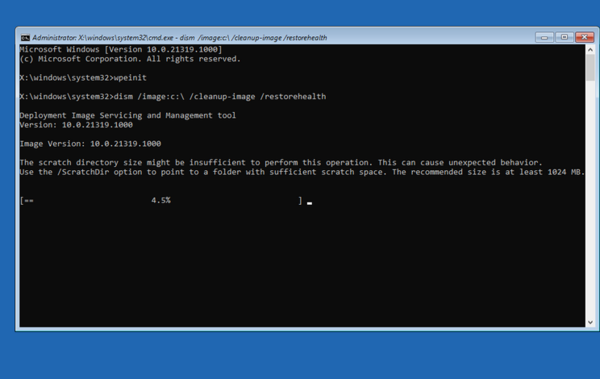 Administrator: X:\windows\system32\cmd.exe - dism /image:c:\ /cleanup-image /restorehealth
Microsoft Windows [Version 10.0.21319.1000]
(c) Microsoft Corporation. All rights reserved.
X:\windows\system32>wpeinit
X:\windows\system32>dism /image:c:\ /cleanup-image /restorehealth
Deployment Image Servicing and Management tool
Version: 10.0.21319.1000
Image Version: 10.0.21319.1000
The scratch directory size might be insufficient to perform this operation. This can cause unexpected behavior.
Use the /ScratchDir option to point to a folder with sufficient scratch space. The recommended size is at least 1024 MB.
[== 4.5% ]